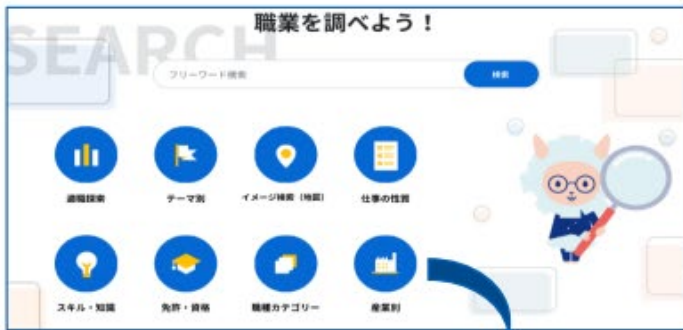 職業を調べよう！
SEARCH
フリーワード検索
検索
適職探索
テーマ別
イメージ検索（地図）
仕事の性質
スキル・知識
免許・資格
職種カテゴリー
産業別